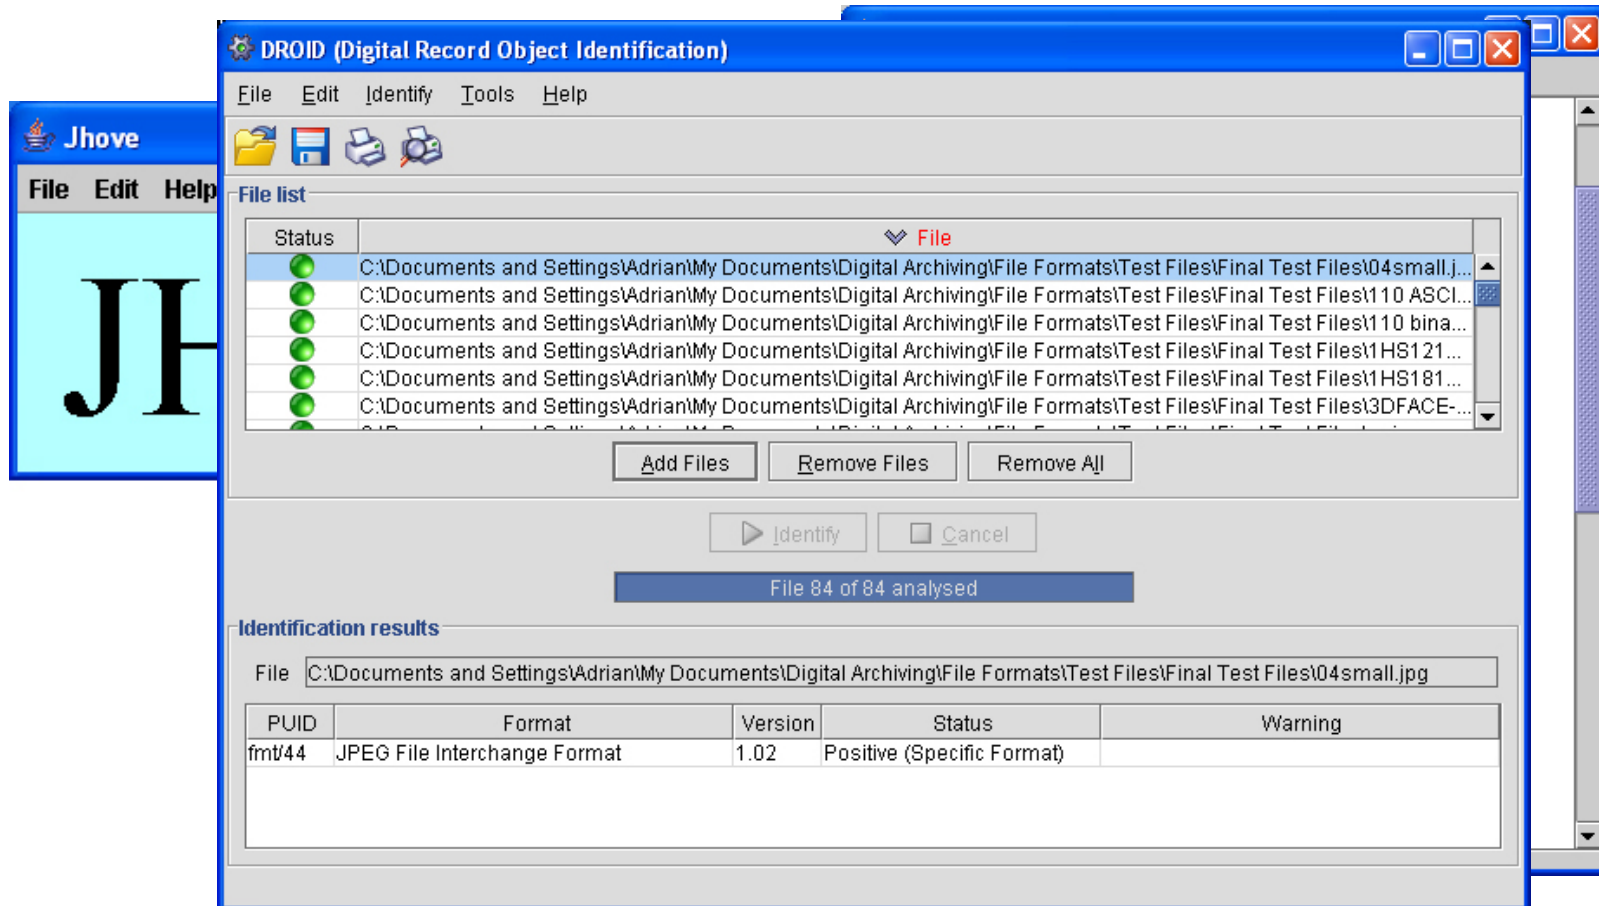 Jhove
File Edit Help
JH
DROID (Digital Record Object Identification)
File Edit Identify Tools Help
File list
Status File
C:\Documents and Settings\Adrian\My Documents\Digital Archiving\File Formats\Test Files\Final Test Files\04small.j...
C:\Documents and Settings\Adrian\My Documents\Digital Archiving\File Formats\Test Files\Final Test Files\110 ASCI...
C:\Documents and Settings\Adrian\My Documents\Digital Archiving\File Formats\Test Files\Final Test Files\110 bina...
C:\Documents and Settings\Adrian\My Documents\Digital Archiving\File Formats\Test Files\Final Test Files\1HS121...
C:\Documents and Settings\Adrian\My Documents\Digital Archiving\File Formats\Test Files\Final Test Files\1HS181...
C:\Documents and Settings\Adrian\My Documents\Digital Archiving\File Formats\Test Files\Final Test Files\3DFACE-...
Add Files Remove Files Remove All
Identify Cancel
File 84 of 84 analysed
Identification results
File C:\Documents and Settings\Adrian\My Documents\Digital Archiving\File Formats\Test Files\Final Test Files\04small.jpg
PUID Format Version Status Warning
fmt/44 JPEG File Interchange Format 1.02 Positive (Specific Format)